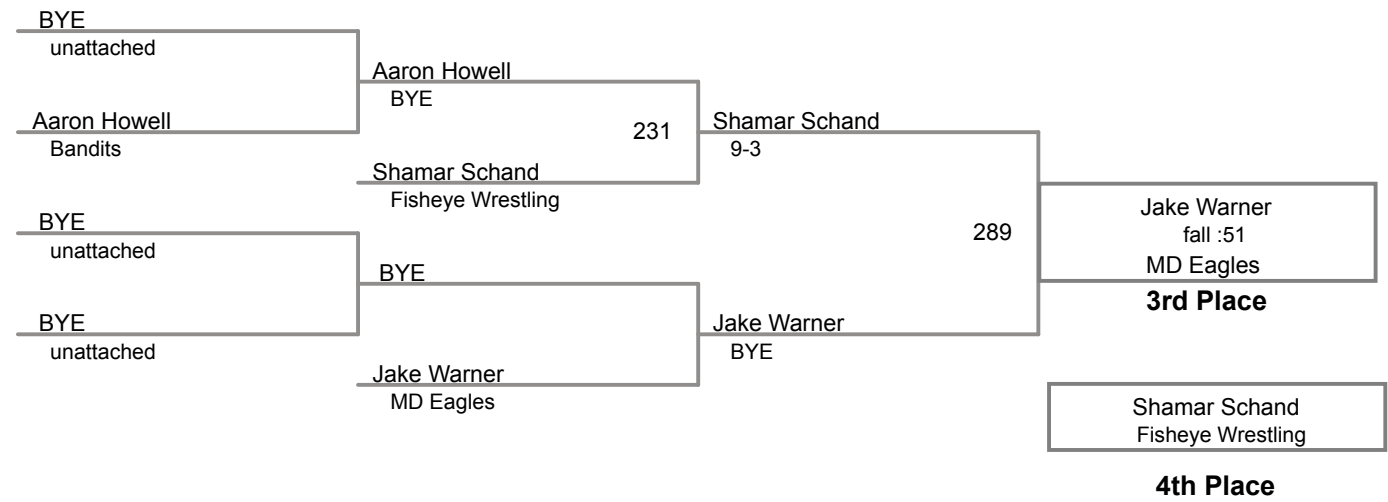 BYE
unattached
Aaron Howell
BYE
Aaron Howell
Bandits
231
Shamar Schand
9-3
Shamar Schand
Fisheye Wrestling
BYE
unattached
289
Jake Warner
fall :51
MD Eagles
3rd Place
BYE
BYE
unattached
Jake Warner
BYE
Jake Warner
MD Eagles
Shamar Schand
Fisheye Wrestling
4th Place